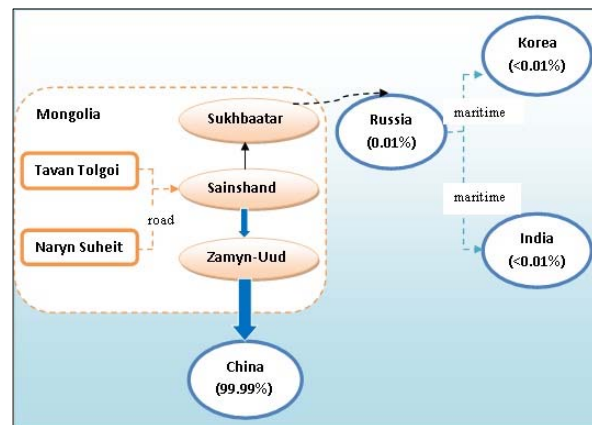 Korea
(<0.01%)
Mongolia
Sukhbaatar
Russia
(0.01%)
maritime
Tavan Tolgoi
Sainshand
road
maritime
Naryn Suheit
Zamyn-Uud
India
(<0.01%)
China
(99.99%)